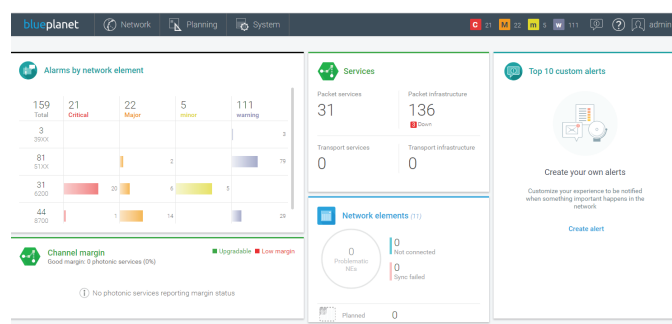 blueplanet Network Planning System C 21 M 22 m 5 w 111 ? admin
Alarms by network element
159 21 22 5 111
Total Critical Major minor warning
3 3
39XX
81 2 79
51XX
31 20 6 5
6200
44 1 14 29
8700
Channel margin
Good margin: 0 photonic services (0%)
Upgradable Low margin
No photonic services reporting margin status
Services
Packet services Packet infrastructure
31 136
3 Down
Transport services Transport infrastructure
0 0
Network elements (11)
0
Problematic
NEs
0
Not connected
0
Sync failed
Planned 0
Top 10 custom alerts
Create your own alerts
Customize your experience to be notified
when something important happens in the
network
Create alert